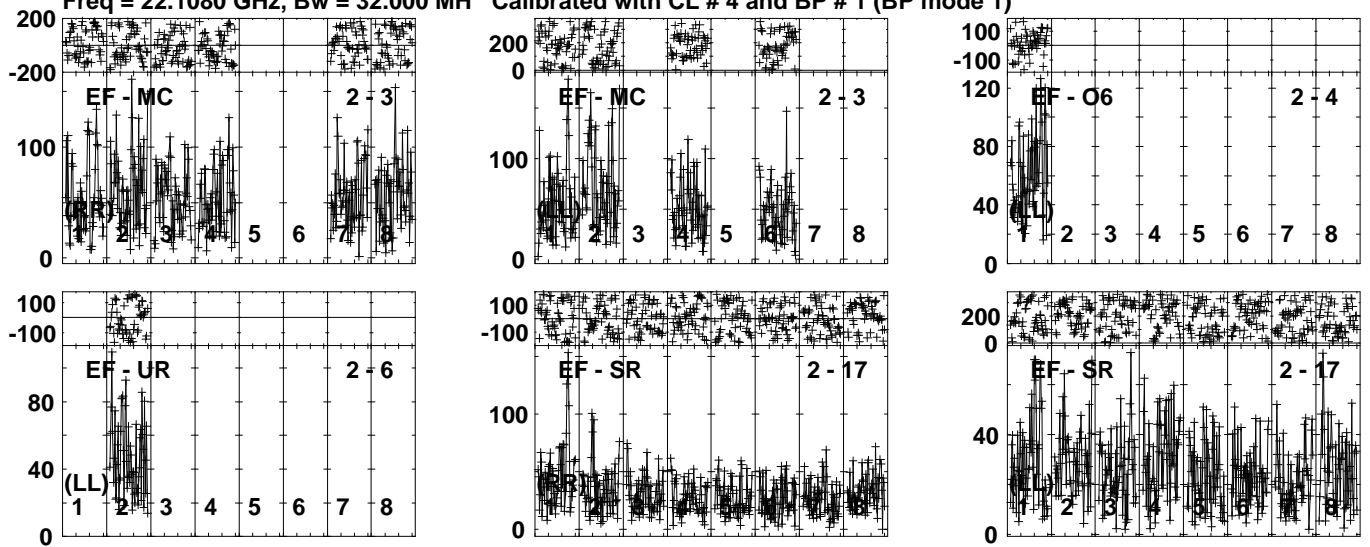 Freq = 22.1080 GHz, Bw = 32.000 MH Calibrated with CL # 4 and BP # 1 (BP mode 1)
200
-200
EF - MC 2 - 3
100
(RR)
1 2 3 4 5 6 7 8
0
200
0
EF - MC 2 - 3
100
(LL)
1 2 3 4 5 6 7 8
0
100
-100
120
EF - O6 2 - 4
80
40
(LL)
1 2 3 4 5 6 7 8
0
100
-100
EF - UR 2 - 6
80
40
(LL)
1 2 3 4 5 6 7 8
0
100
-100
EF - SR 2 - 17
100
(RR)
1 2 3 4 5 6 7 8
0
200
0
EF - SR 2 - 17
40
(LL)
1 2 3 4 5 6 7 8
0